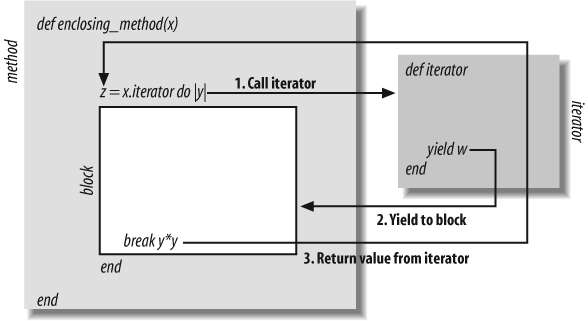 def enclosing_method(x)
method
z = x.iterator do |y|
1. Call iterator
def iterator
iterator
yield w
end
block
2. Yield to block
break y*y
3. Return value from iterator
end
end